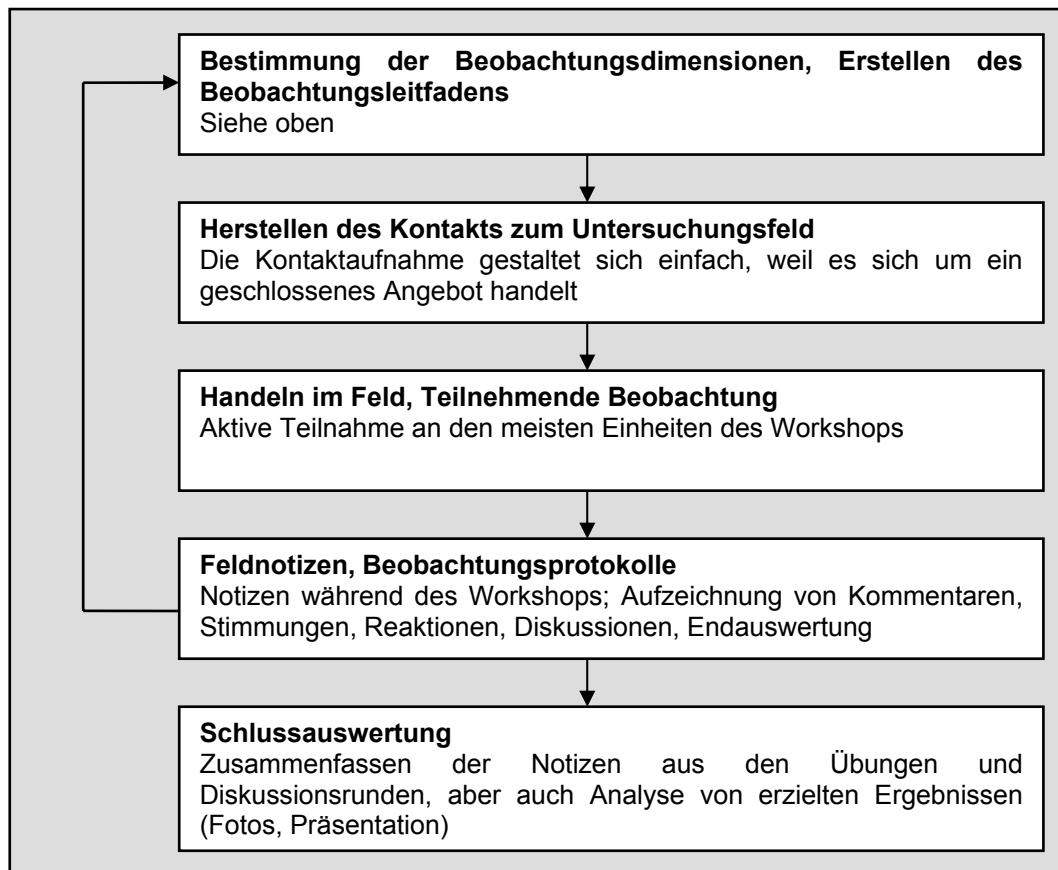 Bestimmung der Beobachtungsdimensionen, Erstellen des
Beobachtungsleitfadens
Siehe oben
Herstellen des Kontakts zum Untersuchungsfeld
Die Kontaktaufnahme gestaltet sich einfach, weil es sich um ein
geschlossenes Angebot handelt
Handeln im Feld, Teilnehmende Beobachtung
Aktive Teilnahme an den meisten Einheiten des Workshops
Feldnotizen, Beobachtungsprotokolle
Notizen während des Workshops; Aufzeichnung von Kommentaren,
Stimmungen, Reaktionen, Diskussionen, Endauswertung
Schlussauswertung
Zusammenfassen der Notizen aus den Übungen und
Diskussionsrunden, aber auch Analyse von erzielten Ergebnissen
(Fotos, Präsentation)